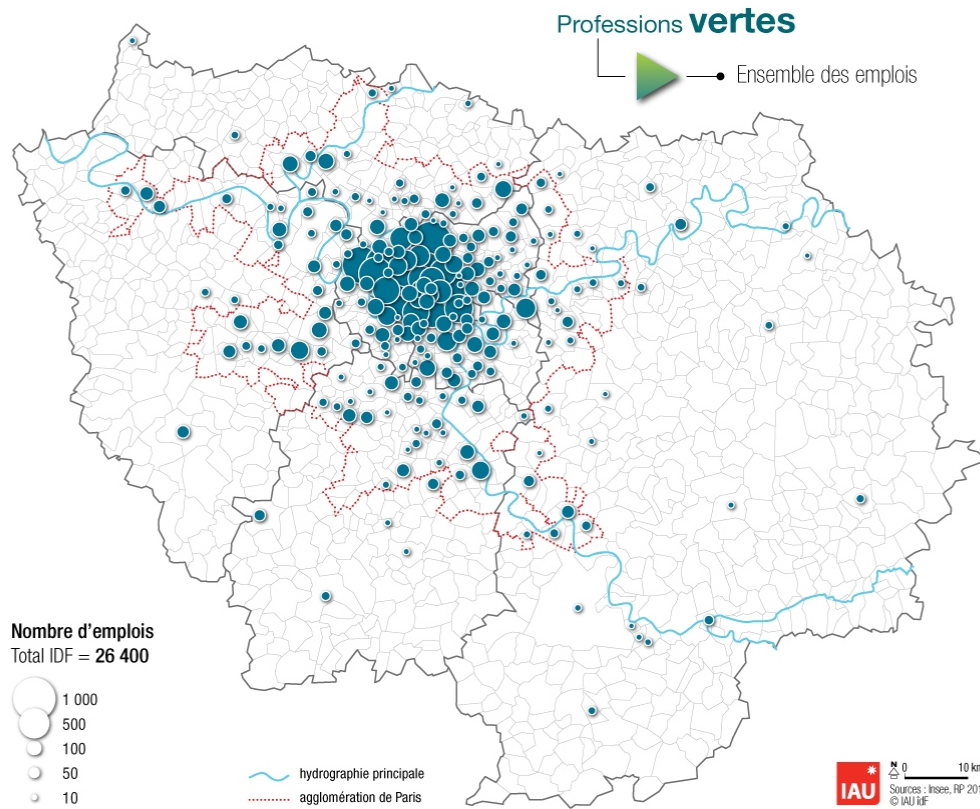 Professions vertes
Ensemble des emplois
Nombre d'emplois
Total IDF = 26 400
1 000
500
100
50
10
hydrographie principale
agglomération de Paris
IAU
N
0 10 km
Sources : Insee, RP
© IAU îdF